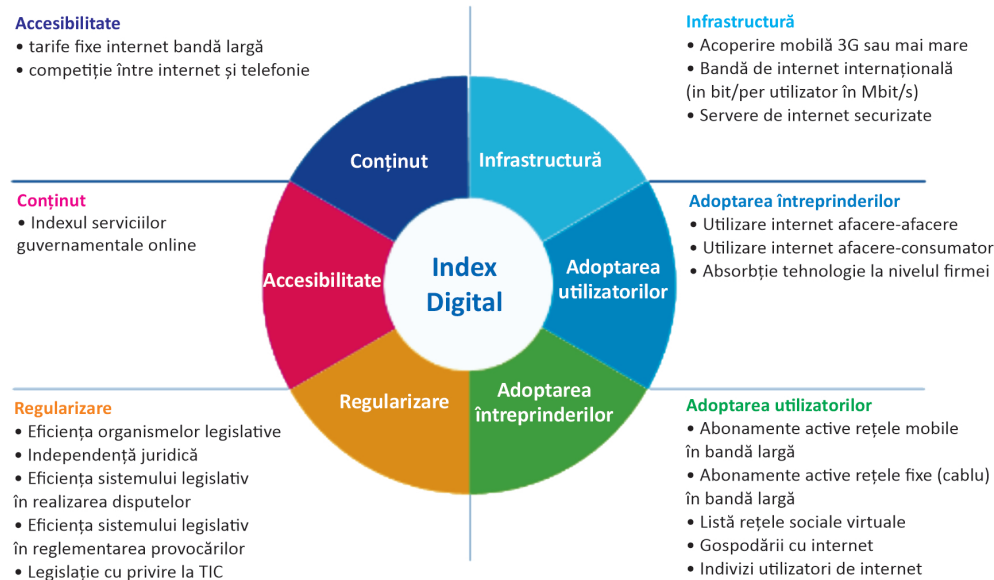 Accesibilitate
• tarife fixe internet bandă largă
• competiție între internet și telefonie
Infrastructură
• Acoperire mobilă 3G sau mai mare
• Bandă de internet internațională
(in bit/per utilizator în Mbit/s)
• Servere de internet securizate
Conținut
Infrastructură
Conținut
• Indexul serviciilor
guvernamentale online
Adoptarea întreprinderilor
• Utilizare internet afacere-afacere
• Utilizare internet afacere-consumator
• Absorbție tehnologie la nivelul firmei
Accesibilitate
Index
Digital
Adoptarea
utilizatorilor
Regularizare
Adoptarea
întreprinderilor
Regularizare
• Eficiența organismelor legislative
• Independență juridică
• Eficiența sistemului legislativ
în realizarea disputelor
• Eficiența sistemului legislativ
în reglementarea provocărilor
• Legislație cu privire la TIC
Adoptarea utilizatorilor
• Abonamente active rețele mobile
în bandă largă
• Abonamente active rețele fixe (cablu)
în bandă largă
• Listă rețele sociale virtuale
• Gospodării cu internet
• Indivizi utilizatori de internet